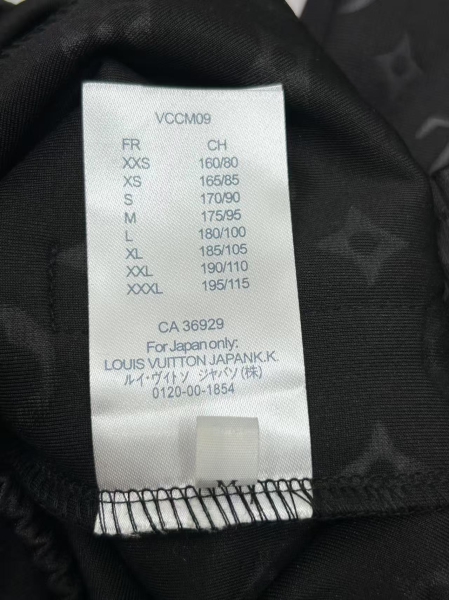 VCCM09
FR CH
XXS 160/80
XS 165/85
S 170/90
M 175/95
L 180/100
XL 185/105
XXL 190/110
XXXL 195/115
CA 36929
For Japan only:
LOUIS VUITTON JAPANK.K.
ルイ・ヴィトソ ジャパソ(株)
0120-00-1854
M